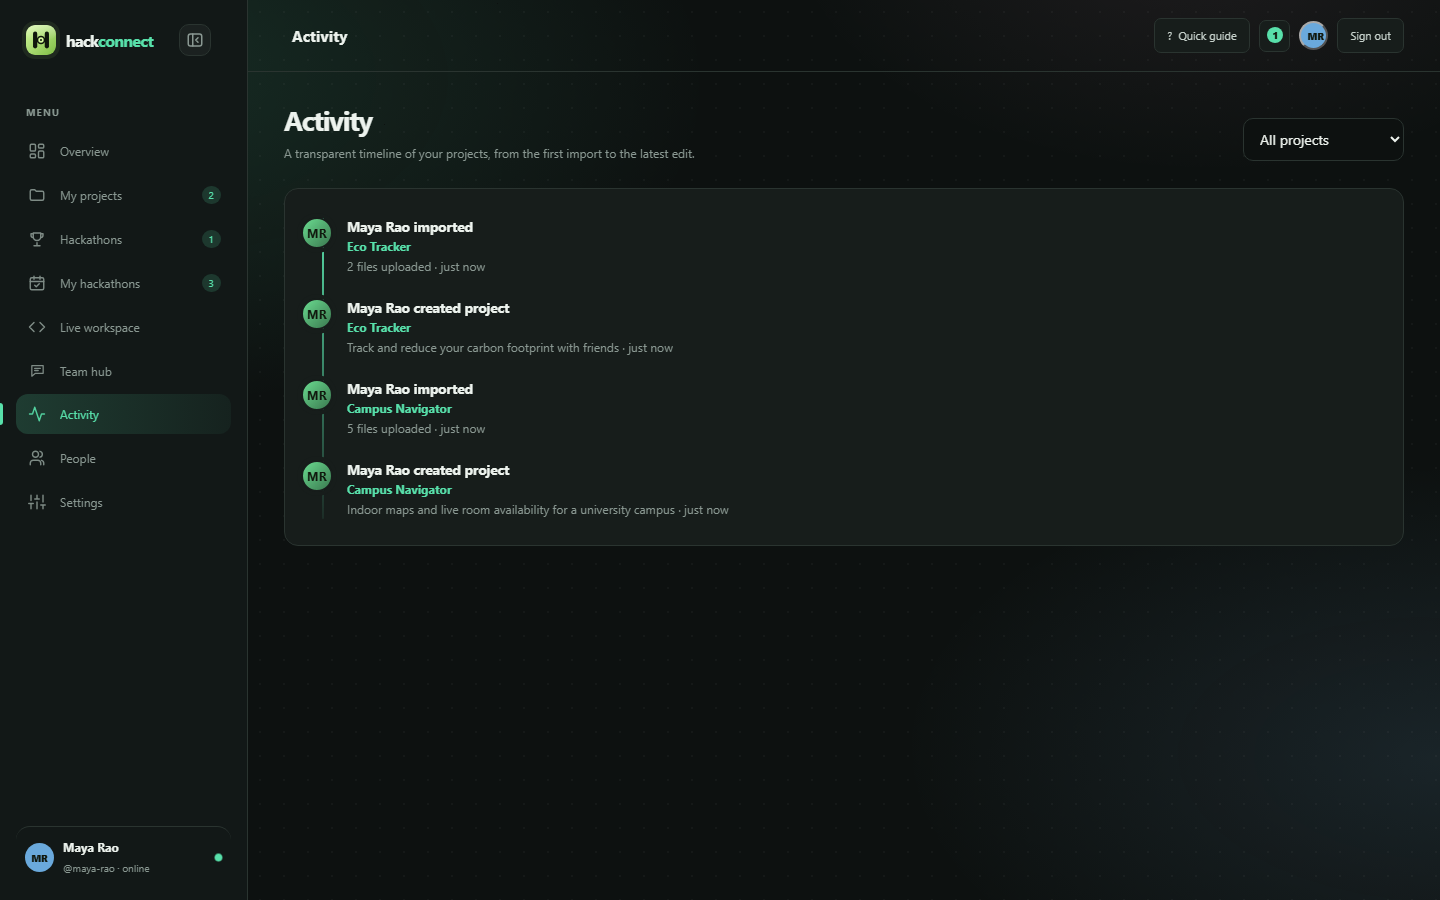 hackconnect
MENU
Overview
My projects 2
Hackathons 1
My hackathons 3
Live workspace
Team hub
Activity
People
Settings
MR
Maya Rao
@maya-rao · online
Activity
? Quick guide
1
MR
Sign out
Activity
A transparent timeline of your projects, from the first import to the latest edit.
All projects
MR
Maya Rao imported
Eco Tracker
2 files uploaded · just now
MR
Maya Rao created project
Eco Tracker
Track and reduce your carbon footprint with friends · just now
MR
Maya Rao imported
Campus Navigator
5 files uploaded · just now
MR
Maya Rao created project
Campus Navigator
Indoor maps and live room availability for a university campus · just now